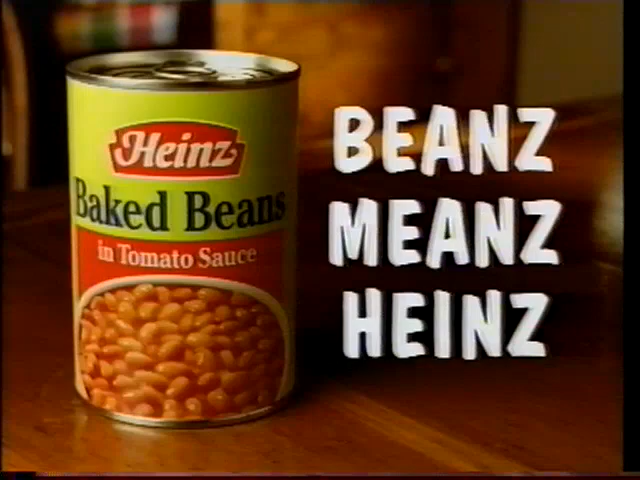 Heinz
Baked Beans
in Tomato Sauce
BEANZ
MEANZ
HEINZ